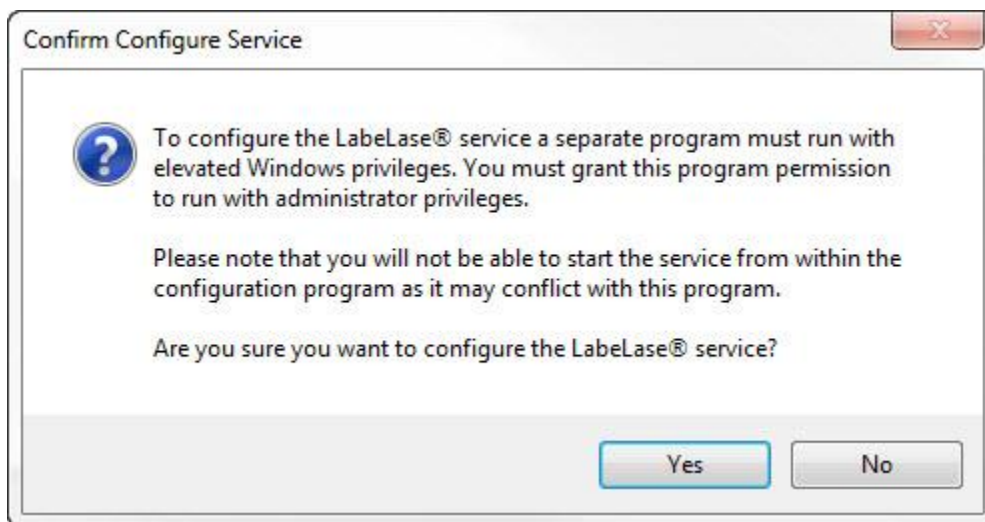 Confirm Configure Service
To configure the LabeLase® service a separate program must run with
elevated Windows privileges. You must grant this program permission
to run with administrator privileges.
Please note that you will not be able to start the service from within the
configuration program as it may conflict with this program.
Are you sure you want to configure the LabeLase® service?
Yes
No